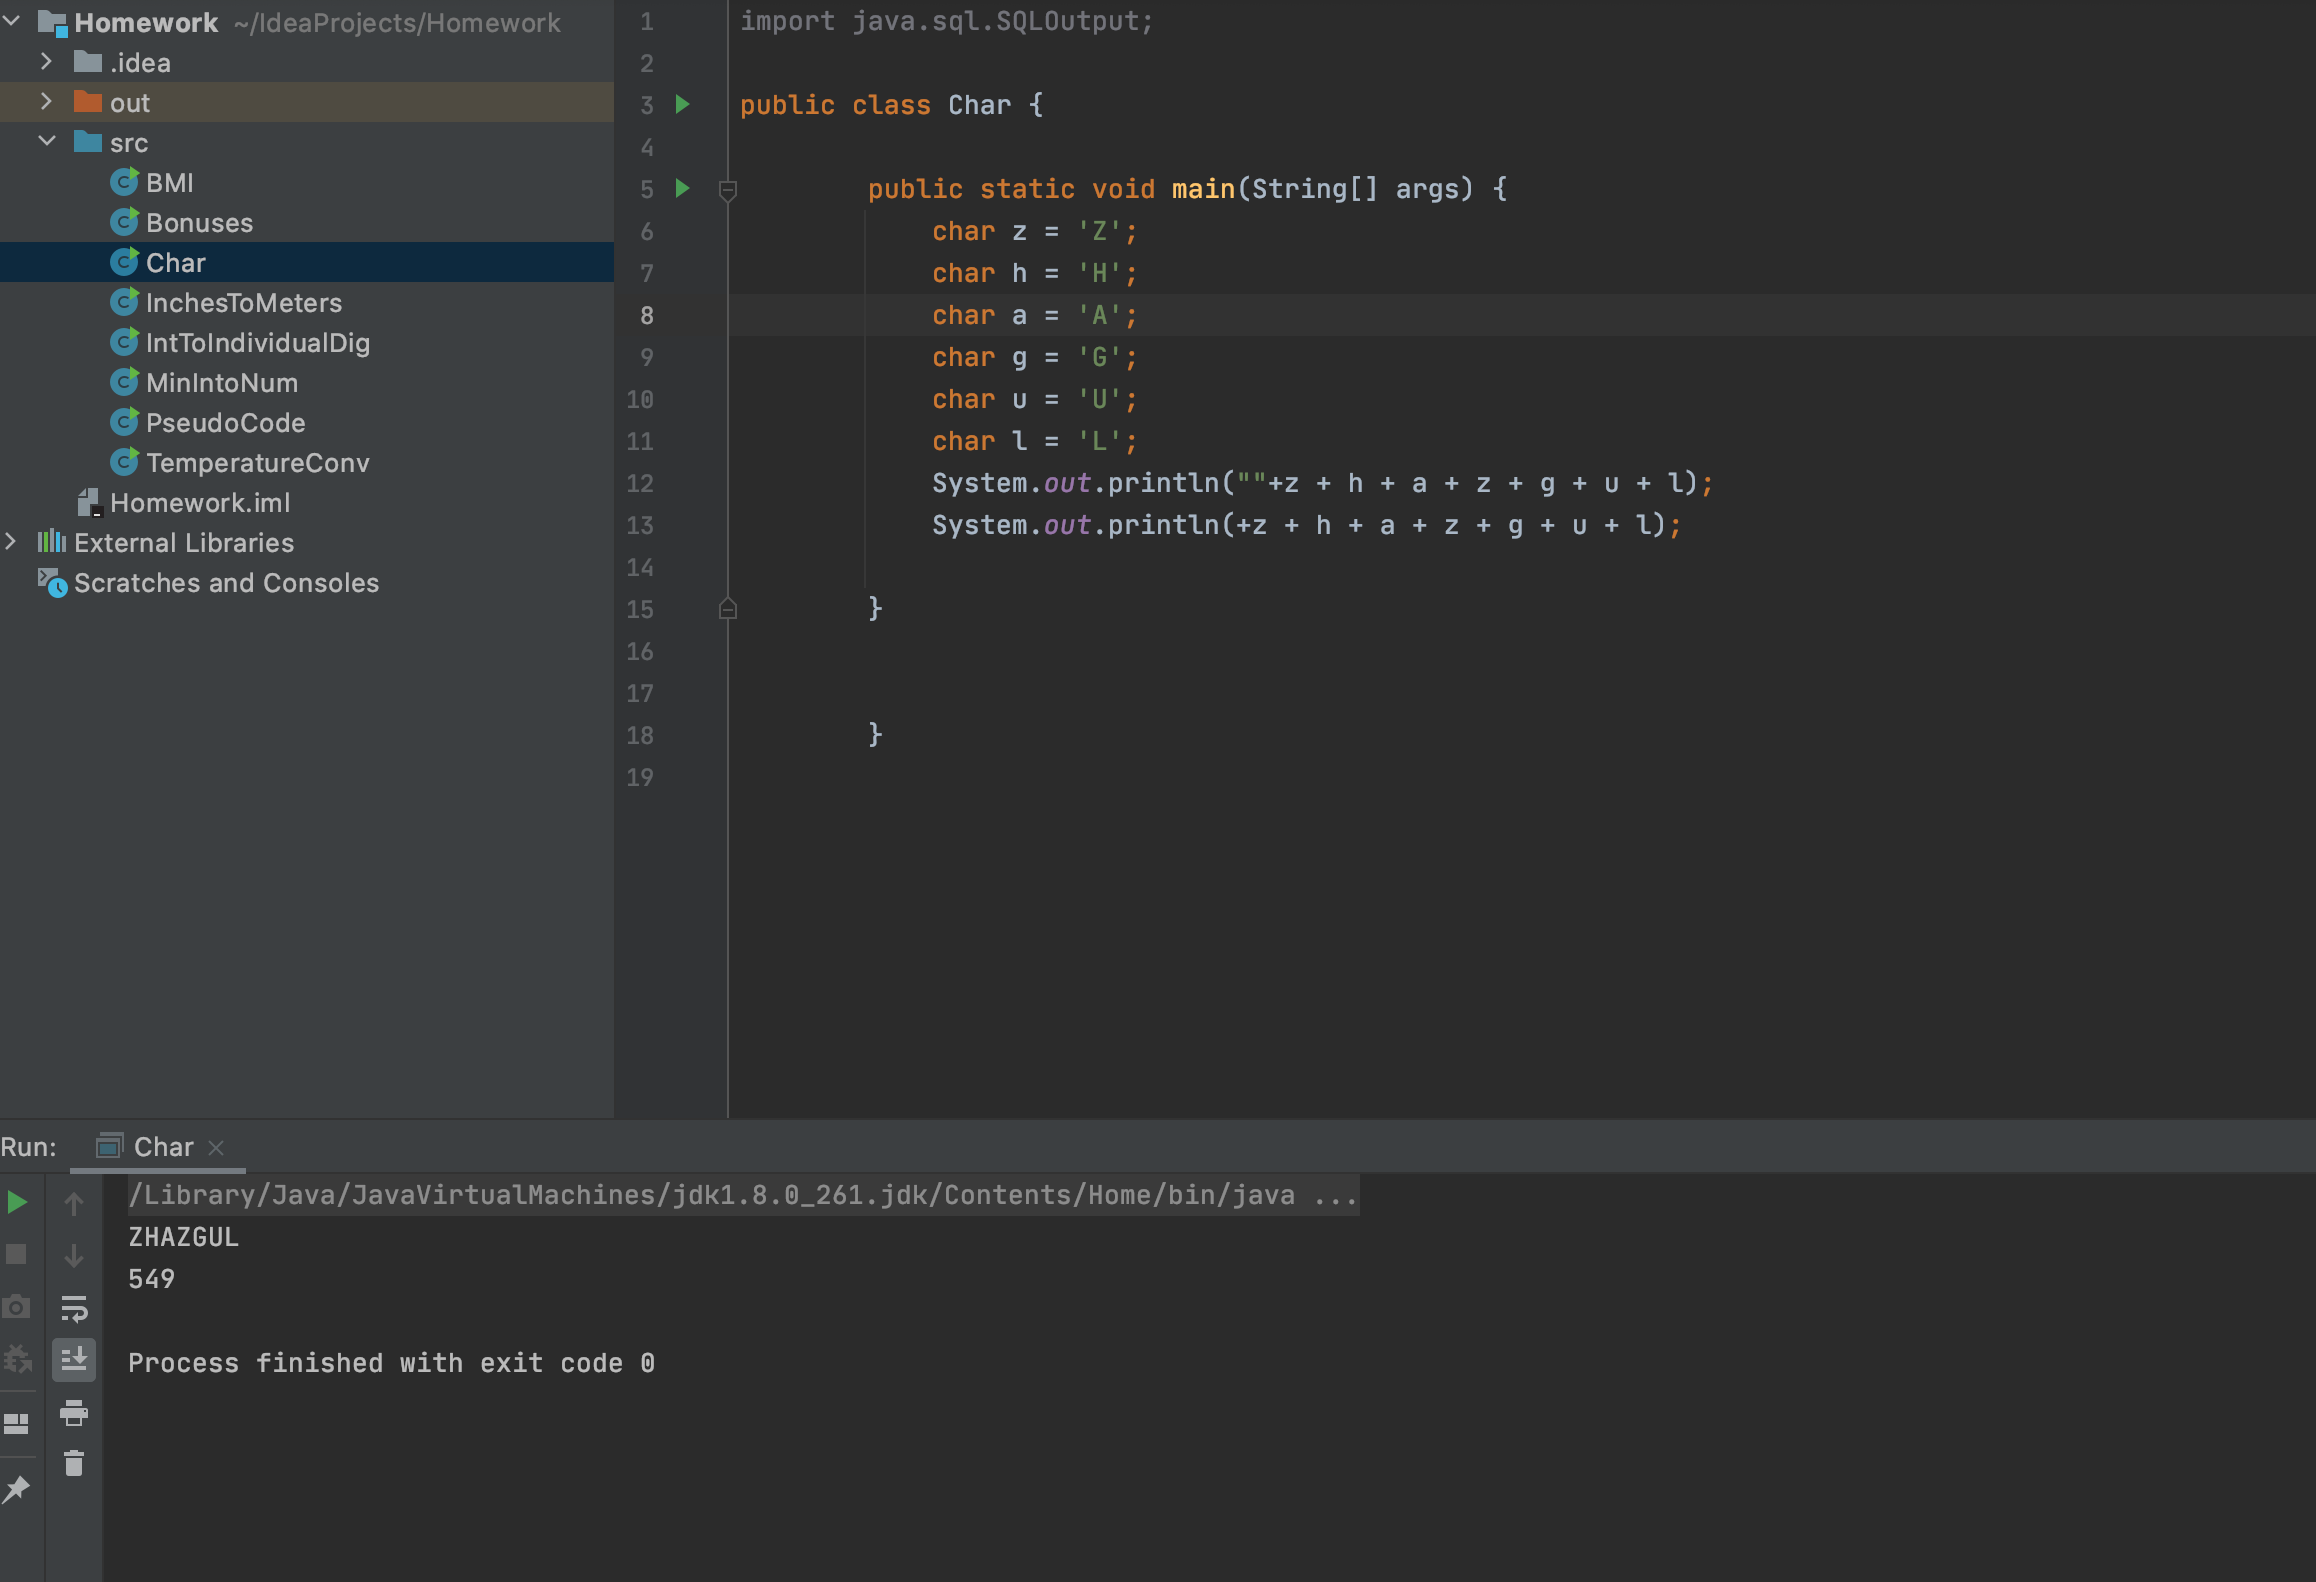 Homework ~/IdeaProjects/Homework
.idea
out
src
BMI
Bonuses
Char
InchesToMeters
IntToIndividualDig
MinIntoNum
PseudoCode
TemperatureConv
Homework.iml
External Libraries
Scratches and Consoles
1 import java.sql.SQLOutput;
2
3 public class Char {
4
5 public static void main(String[] args) {
6 char z = 'Z';
7 char h = 'H';
8 char a = 'A';
9 char g = 'G';
10 char u = 'U';
11 char l = 'L';
12 System.out.println(""+z + h + a + z + g + u + l);
13 System.out.println(+z + h + a + z + g + u + l);
14
15 }
16
17
18 }
19
Run: Char
/Library/Java/JavaVirtualMachines/jdk1.8.0_261.jdk/Contents/Home/bin/java ...
ZHAZGUL
549
Process finished with exit code 0